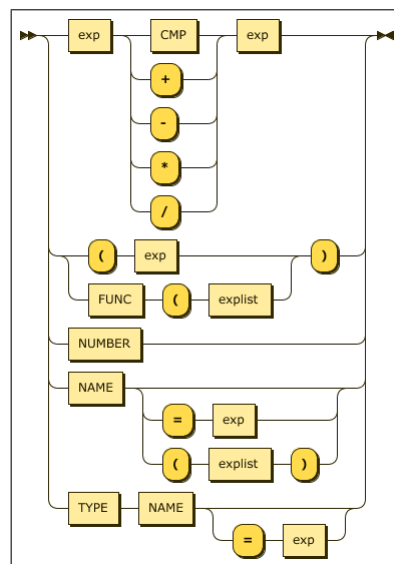 exp CMP exp
+
-
*
/
( exp )
FUNC ( explist
NUMBER
NAME
= exp
( explist )
TYPE NAME
= exp